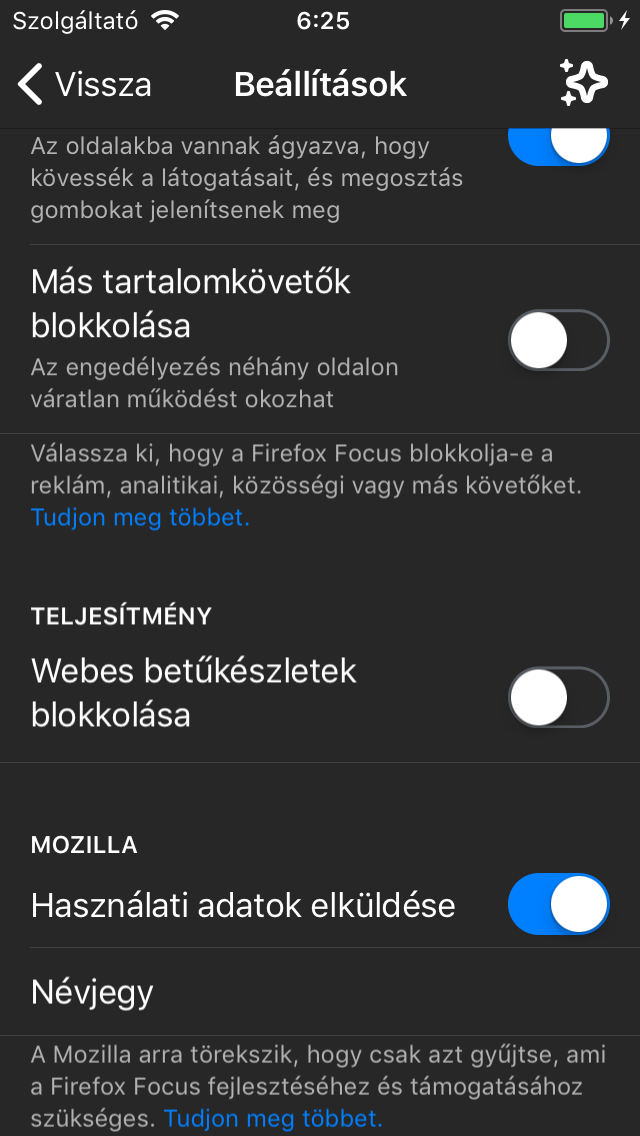 Szolgáltató
6:25
Vissza
Beállítások
Az oldalakba vannak ágyazva, hogy
kövessék a látogatásait, és megosztás
gombokat jelenítsenek meg
Más tartalomkövetők
blokkolása
Az engedélyezés néhány oldalon
váratlan működést okozhat
Válassza ki, hogy a Firefox Focus blokkolja-e a
reklám, analitikai, közösségi vagy más követőket.
Tudjon meg többet.
TELJESÍTMÉNY
Webes betűkészletek
blokkolása
MOZILLA
Használati adatok elküldése
Névjegy
A Mozilla arra törekszik, hogy csak azt gyűjtse, ami
a Firefox Focus fejlesztéséhez és támogatásához
szükséges. Tudjon meg többet.